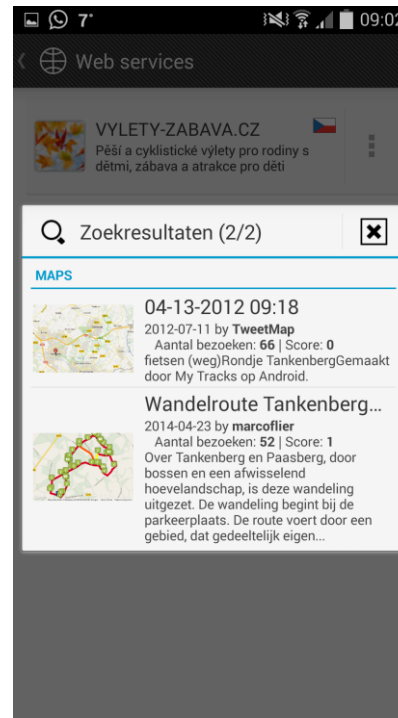 7°
09:02
Web services
VYLETY-ZABAVA.CZ
Pěší a cyklistické výlety pro rodiny s
dětmi, zábava a atrakce pro děti
Zoekresultaten (2/2)
MAPS
04-13-2012 09:18
2012-07-11 by TweetMap
Aantal bezoeken: 66 | Score: 0
fietsen (weg)Rondje TankenbergGemaakt
door My Tracks op Android.
Wandelroute Tankenberg...
2014-04-23 by marcoflier
Aantal bezoeken: 52 | Score: 1
Over Tankenberg en Paasberg, door
bossen en een afwisselend
hoevelandschap, is deze wandeling
uitgezet. De wandeling begint bij de
parkeerplaats. De route voert door een
gebied, dat gedeeltelijk eigen...